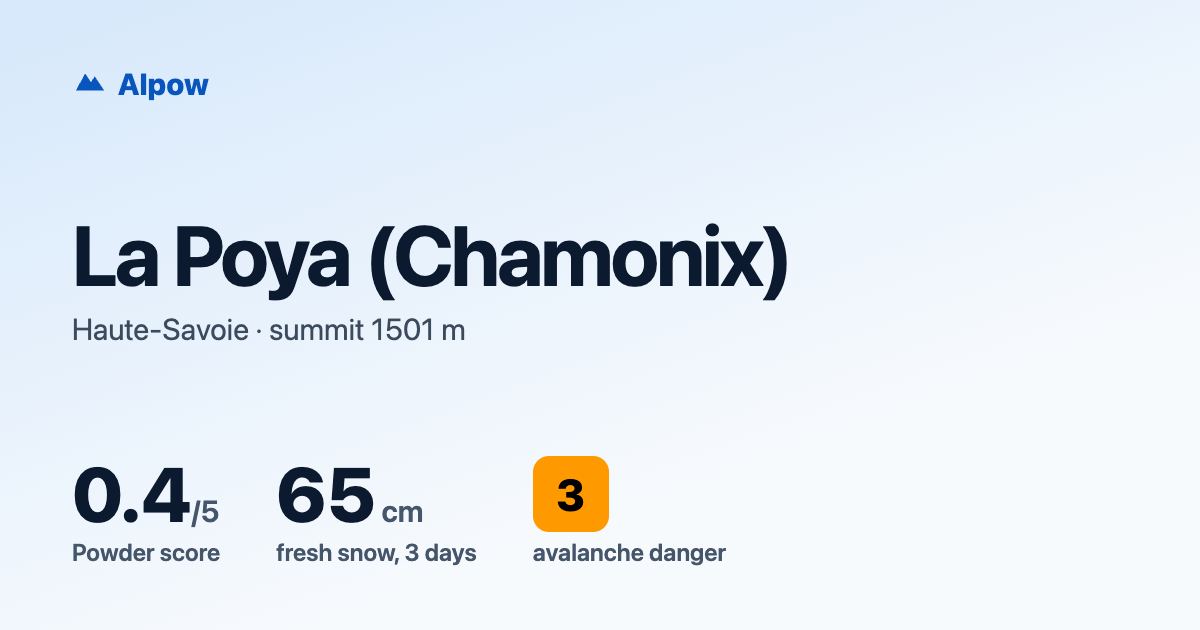 Alpow
La Poya (Chamonix)
Haute-Savoie · summit 1501 m
0.4/5
Powder score
65 cm
fresh snow, 3 days
3
avalanche danger